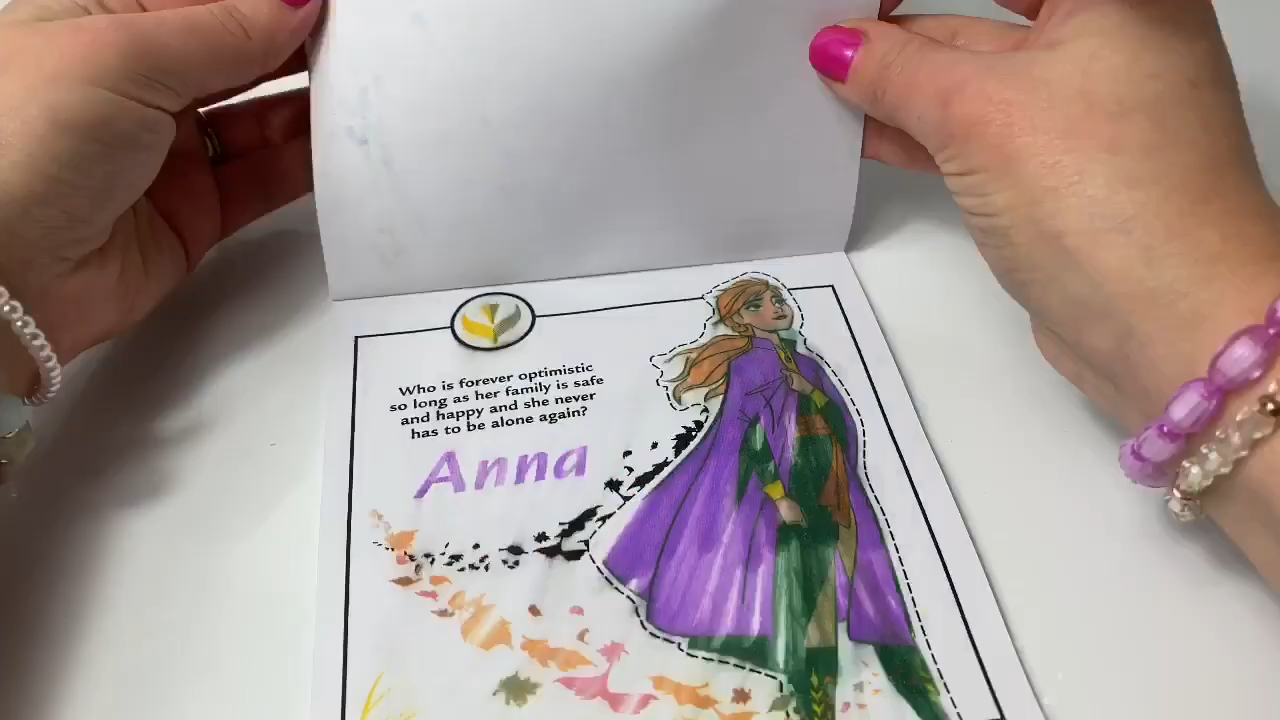 Who is forever optimistic
so long as her family is safe
and happy and she never
has to be alone again?
Anna